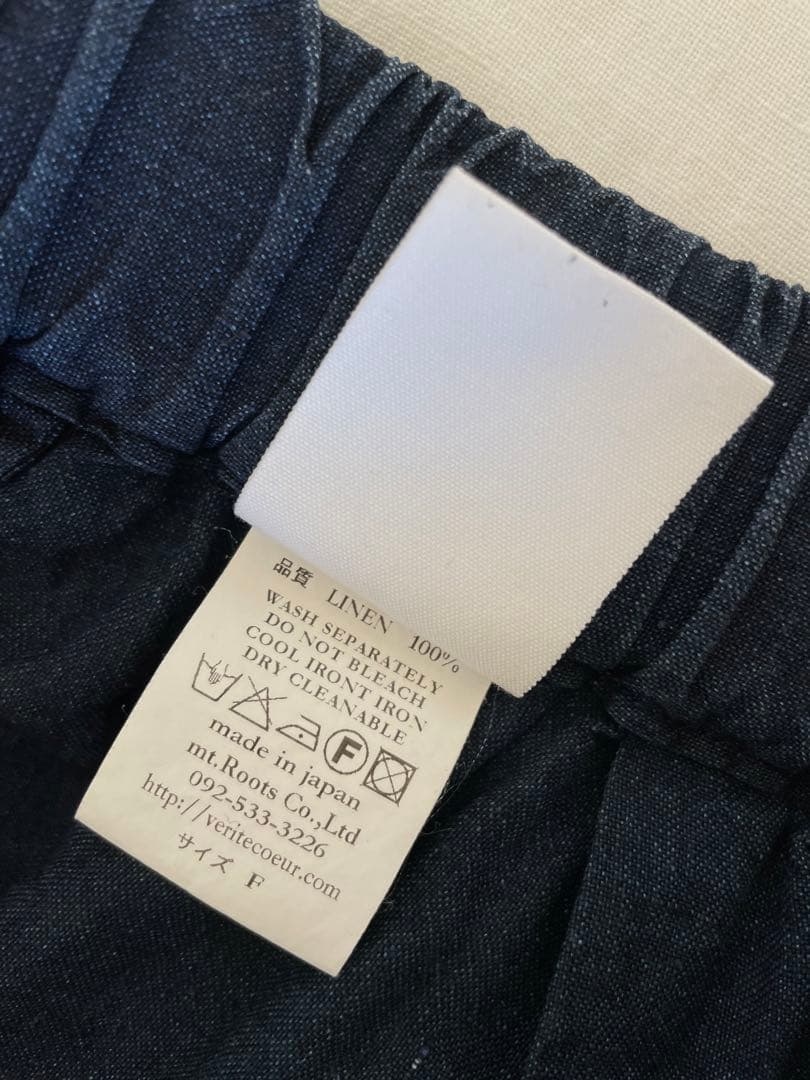 品質 LINEN 100%
WASH SEPARATELY
DO NOT BLEACH
COOL IRONT IRON
DRY CLEANABLE
F
made in japan
mt.Roots Co.,Ltd
092-533-3226
http://veritecoeur.com
サイズ F